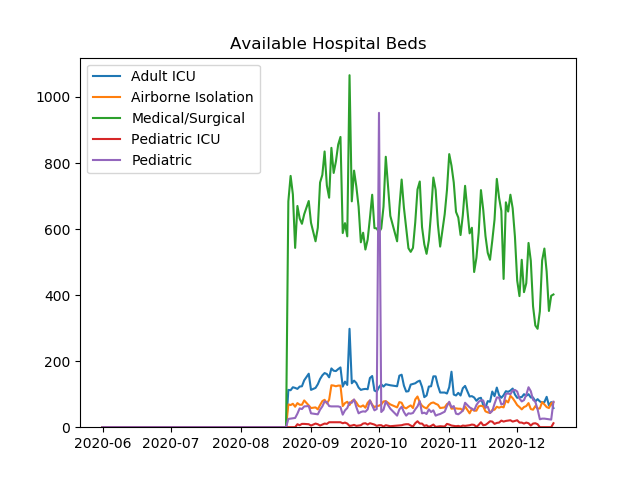 Available Hospital Beds
Adult ICU
Airborne Isolation
Medical/Surgical
Pediatric ICU
Pediatric
1000
800
600
400
200
0
2020-06 2020-07 2020-08 2020-09 2020-10 2020-11 2020-12